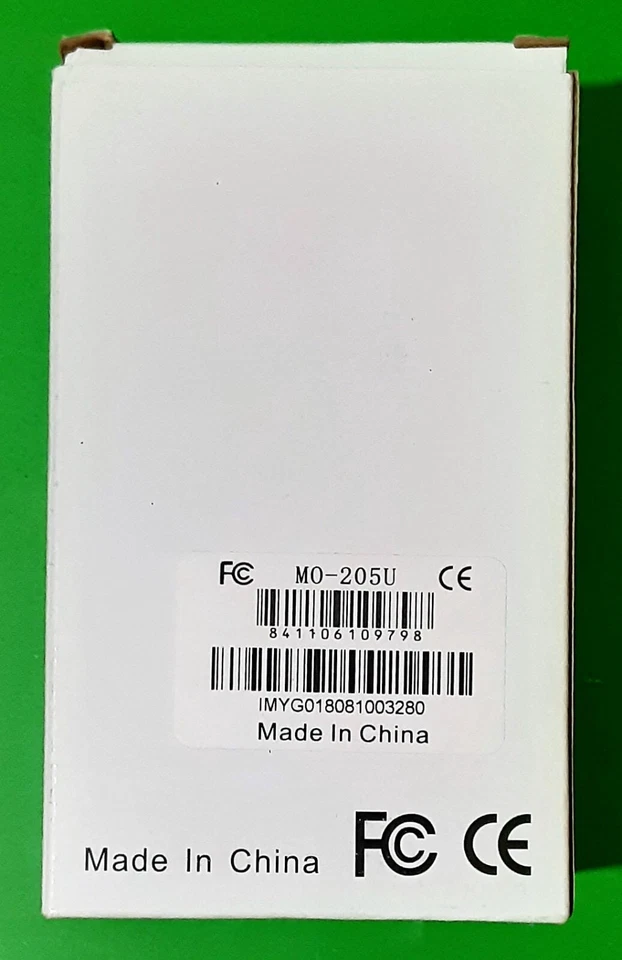 FC MO-205U CE
841106109798
IMYG018081003280
Made In China
Made In China FC CE